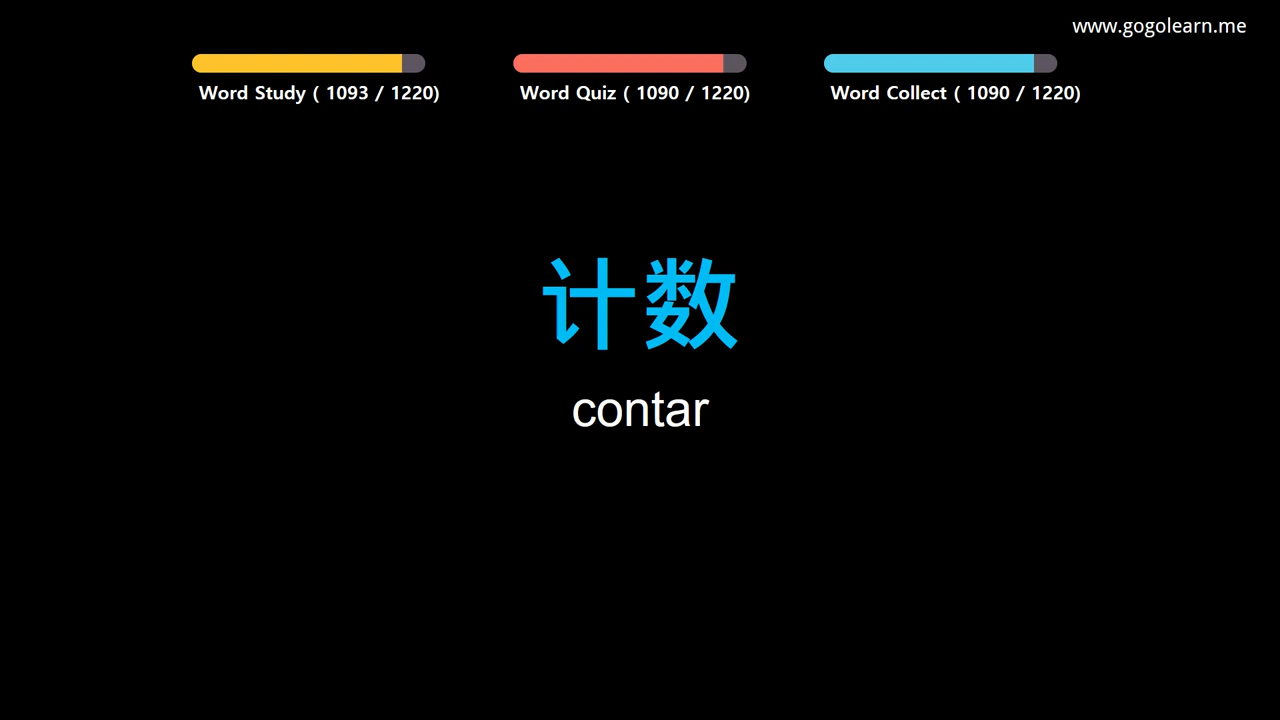 www.gogolearn.me
Word Study ( 1093 / 1220)
Word Quiz ( 1090 / 1220)
Word Collect ( 1090 / 1220)
计数
contar